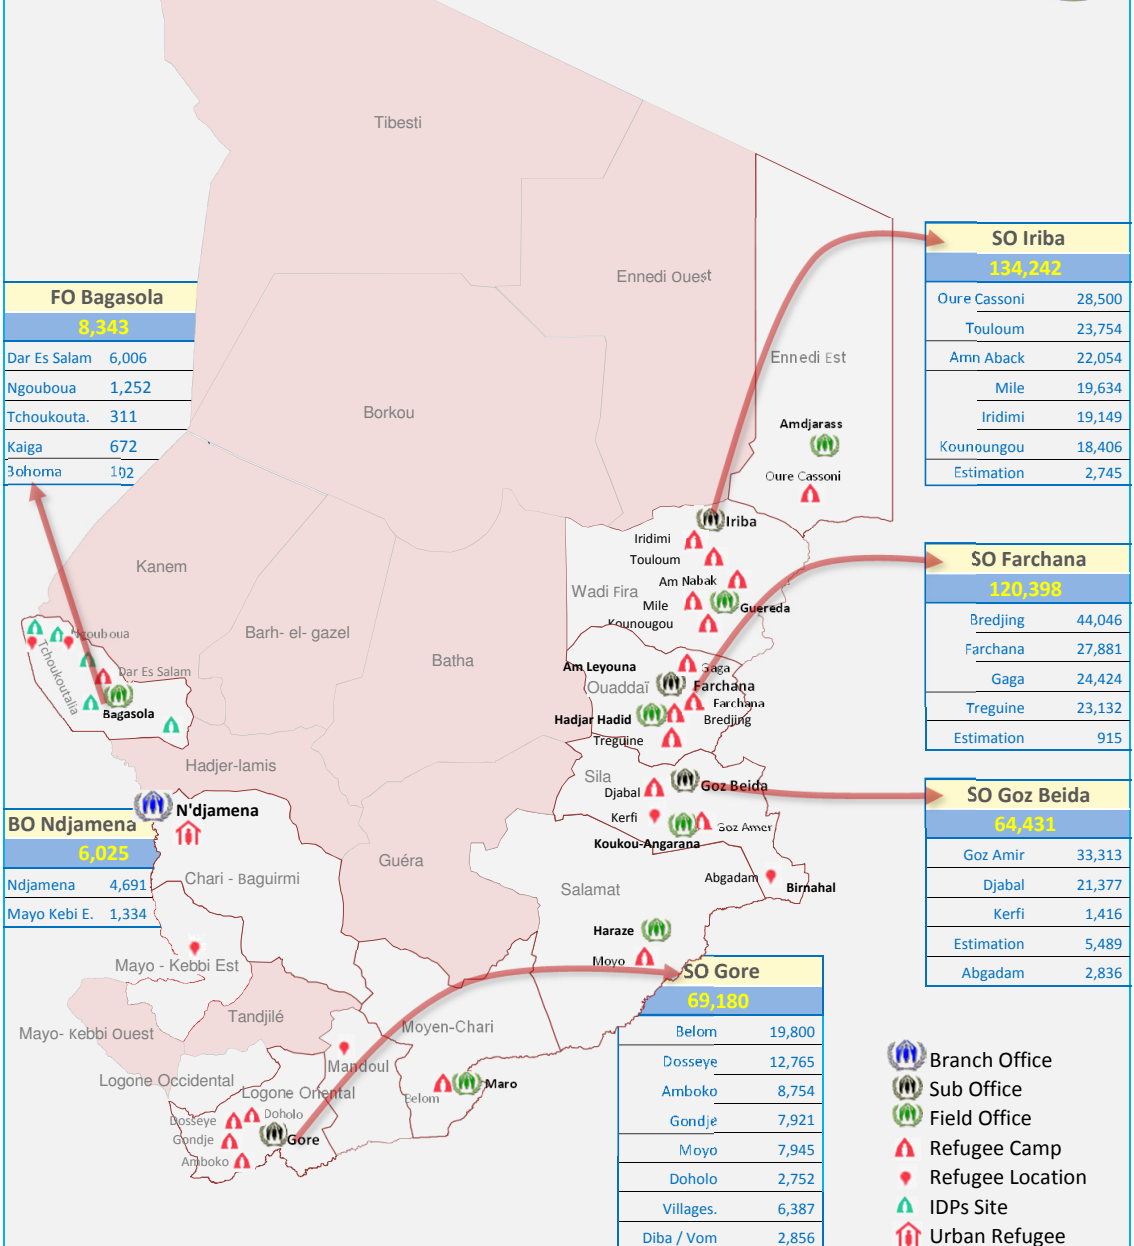 Tibesti
Ennedi Ouest
Ennedi Est
Borkou
Kanem
Barh- el- gazel
Batha
Wadi Fira
Ouaddaï
Sila
Hadjer-lamis
Guéra
Salamat
Chari - Baguirmi
Mayo - Kebbi Est
Mayo- Kebbi Ouest
Tandjilé
Logone Occidental
Logone Oriental
Mandoul
Moyen-Chari
FO Bagasola
8,343
Dar Es Salam 6,006
Ngouboua 1,252
Tchoukouta. 311
Kaiga 672
Bohoma 102
SO Iriba
134,242
Oure Cassoni 28,500
Touloum 23,754
Amn Aback 22,054
Mile 19,634
Iridimi 19,149
Kounoungou 18,406
Estimation 2,745
SO Farchana
120,398
Bredjing 44,046
Farchana 27,881
Gaga 24,424
Treguine 23,132
Estimation 915
SO Goz Beida
64,431
Goz Amir 33,313
Djabal 21,377
Kerfi 1,416
Estimation 5,489
Abgadam 2,836
BO Ndjamena
6,025
Ndjamena 4,691
Mayo Kebi E. 1,334
SO Gore
69,180
Belom 19,800
Dosseye 12,765
Amboko 8,754
Gondje 7,921
Moyo 7,945
Doholo 2,752
Villages. 6,387
Diba / Vom 2,856
Amdjarass
Oure Cassoni
Iriba
Iridimi
Touloum
Am Nabak
Mile
Guereda
Kounougou
Am Leyouna
Gaga
Farchana
Farchana
Hadjar Hadid
Bredjing
Treguine
Goz Beida
Djabal
Kerfi
Goz Amer
Koukou-Angarana
Abgadam
Birnahal
Haraze
Moyo
Ngouboua
Tchoukoutalia
Dar Es Salam
Bagasola
N'djamena
Maro
Belom
Dosseye
Doholo
Gondje
Gore
Amboko
Branch Office
Sub Office
Field Office
Refugee Camp
Refugee Location
IDPs Site
Urban Refugee